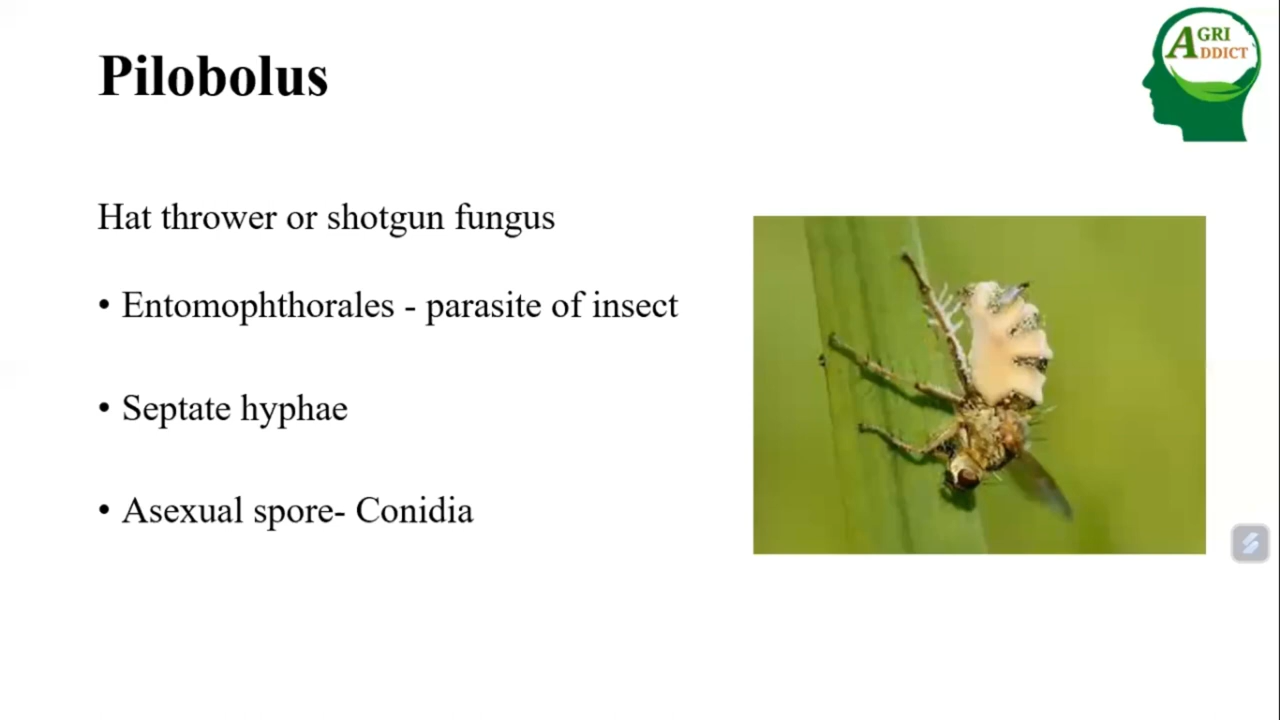 Pilobolus
AGRI
ADDICT
Hat thrower or shotgun fungus
• Entomophthorales - parasite of insect
• Septate hyphae
• Asexual spore- Conidia